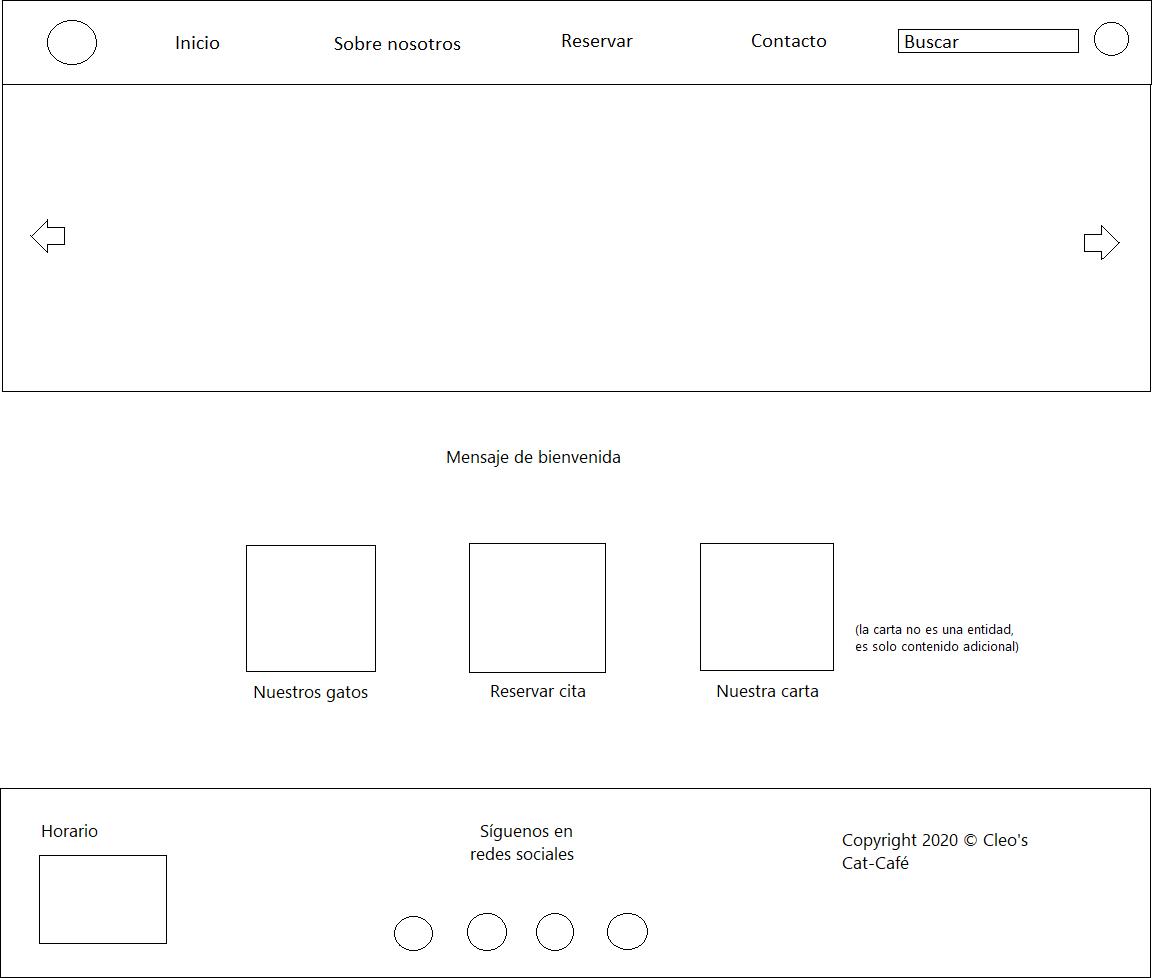 Inicio
Sobre nosotros
Reservar
Contacto
Buscar
Mensaje de bienvenida
Nuestros gatos
Reservar cita
Nuestra carta
(la carta no es una entidad,
es solo contenido adicional)
Horario
Síguenos en
redes sociales
Copyright 2020 © Cleo's
Cat-Café